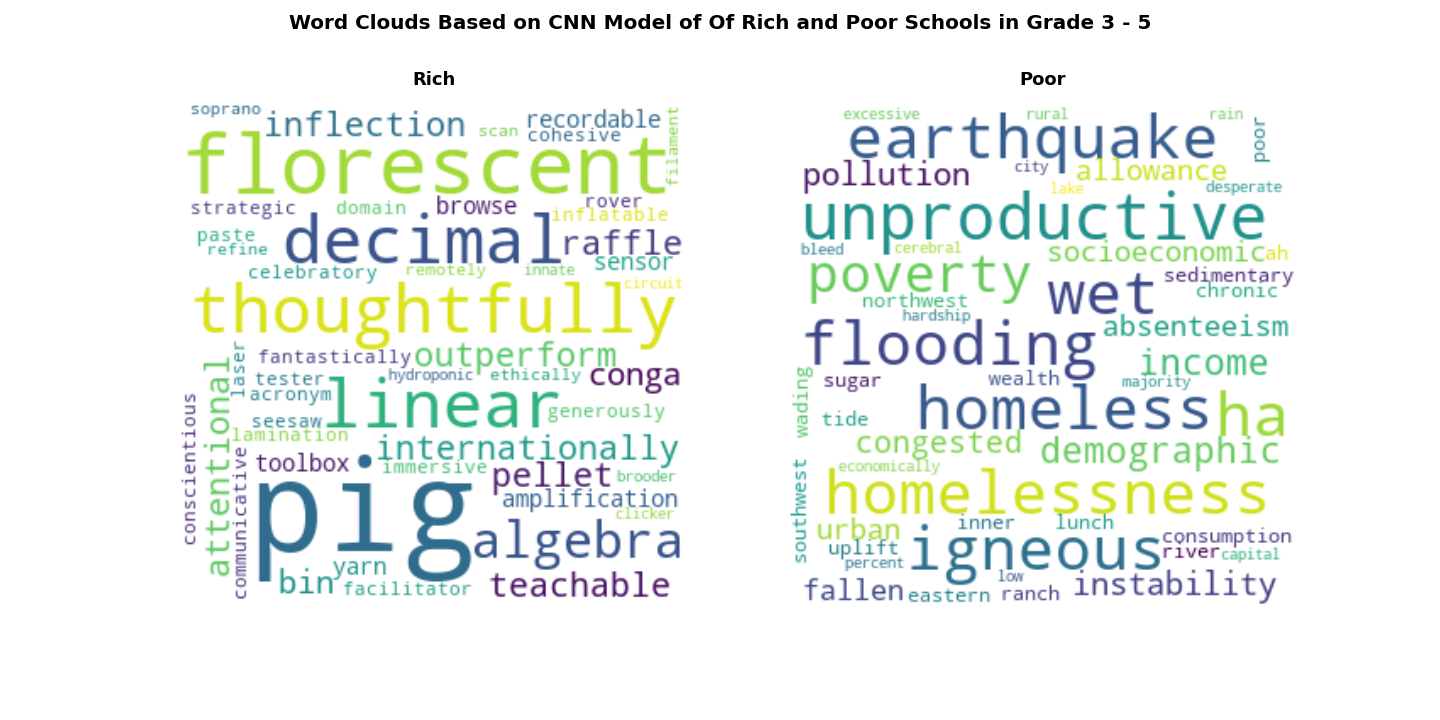 Word Clouds Based on CNN Model of Of Rich and Poor Schools in Grade 3 - 5
Rich
soprano
inflection
scan
recordable
cohesive
filament
florescent
strategic
domain
browse
rover
inflatable
paste
refine
decimal
raffle
celebratory
remotely
innate
sensor
circuit
thoughtfully
laser
fantastically
outperform
tester
hydroponic
ethically
conga
acronym
linear
generously
seesaw
conscientious
attentional
lamination
internationally
communicative
toolbox
immersive
pellet
brooder
pig
amplification
clicker
algebra
bin
yarn
facilitator
teachable
Poor
excessive
rural
rain
earthquake
poor
pollution
city
allowance
lake
desperate
unproductive
bleed
cerebral
socioeconomic
ah
poverty
sedimentary
northwest
wet
chronic
hardship
flooding
absenteeism
income
wading
sugar
wealth
majority
tide
homeless
ha
congested
demographic
southwest
economically
homelessness
urban
inner
lunch
consumption
uplift
igneous
river
capital
percent
low
fallen
eastern
ranch
instability